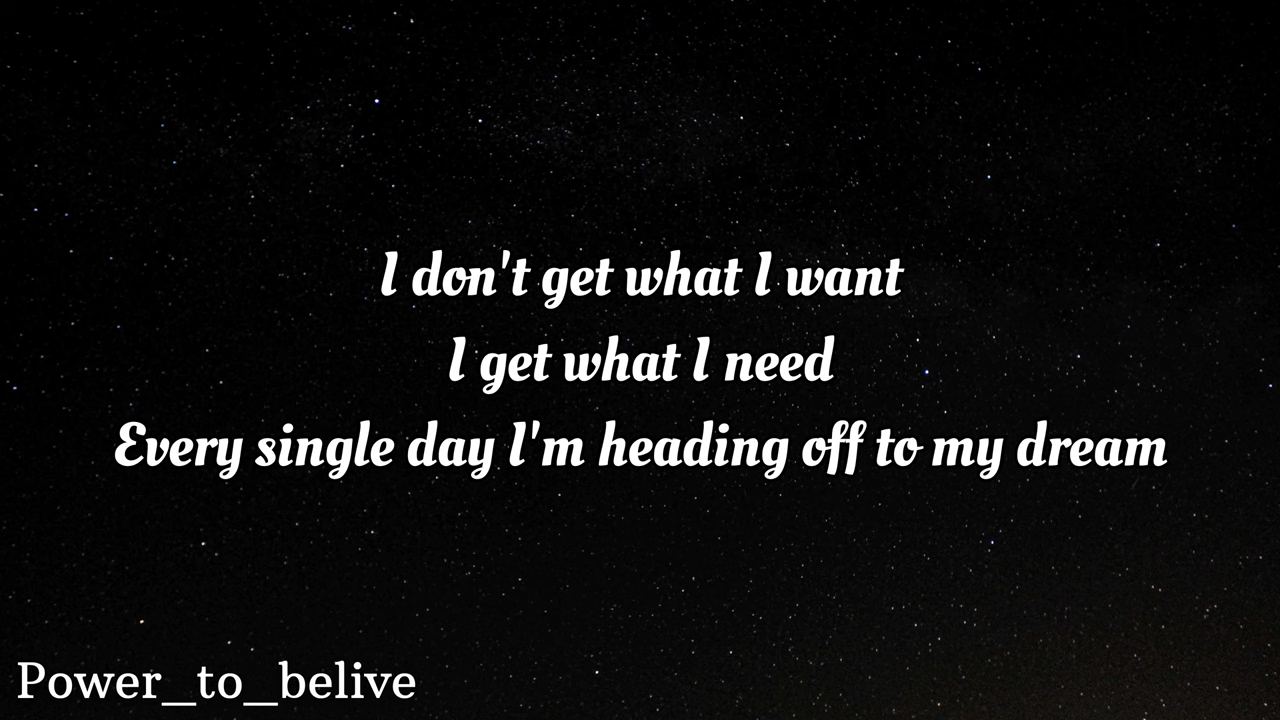 I don't get what I want
I get what I need
Every single day I'm heading off to my dream
Power_to_belive